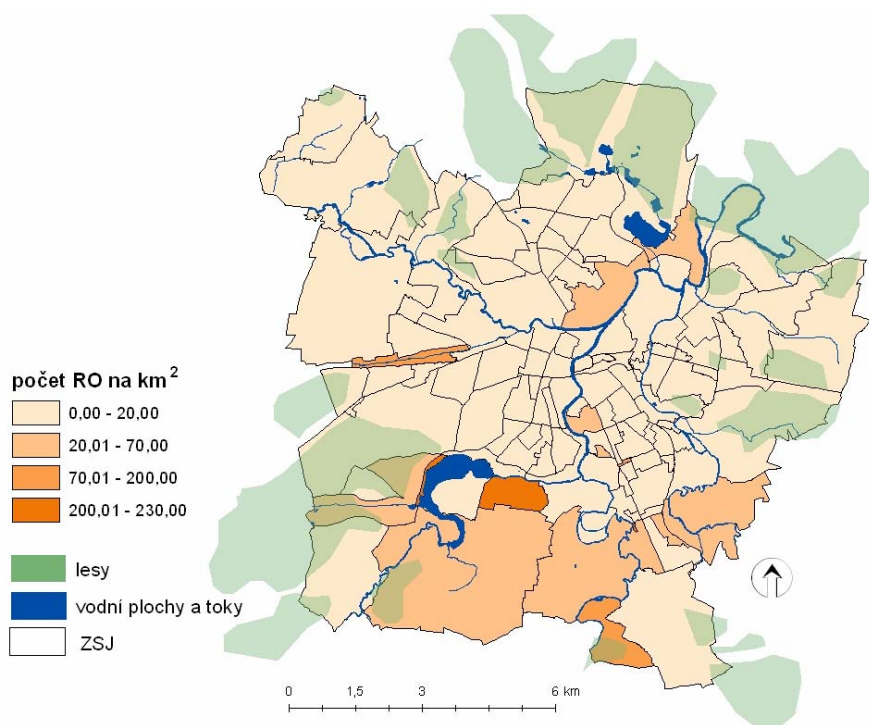 počet RO na km²
0,00 - 20,00
20,01 - 70,00
70,01 - 200,00
200,01 - 230,00
lesy
vodní plochy a toky
ZSJ
0 1,5 3 6 km